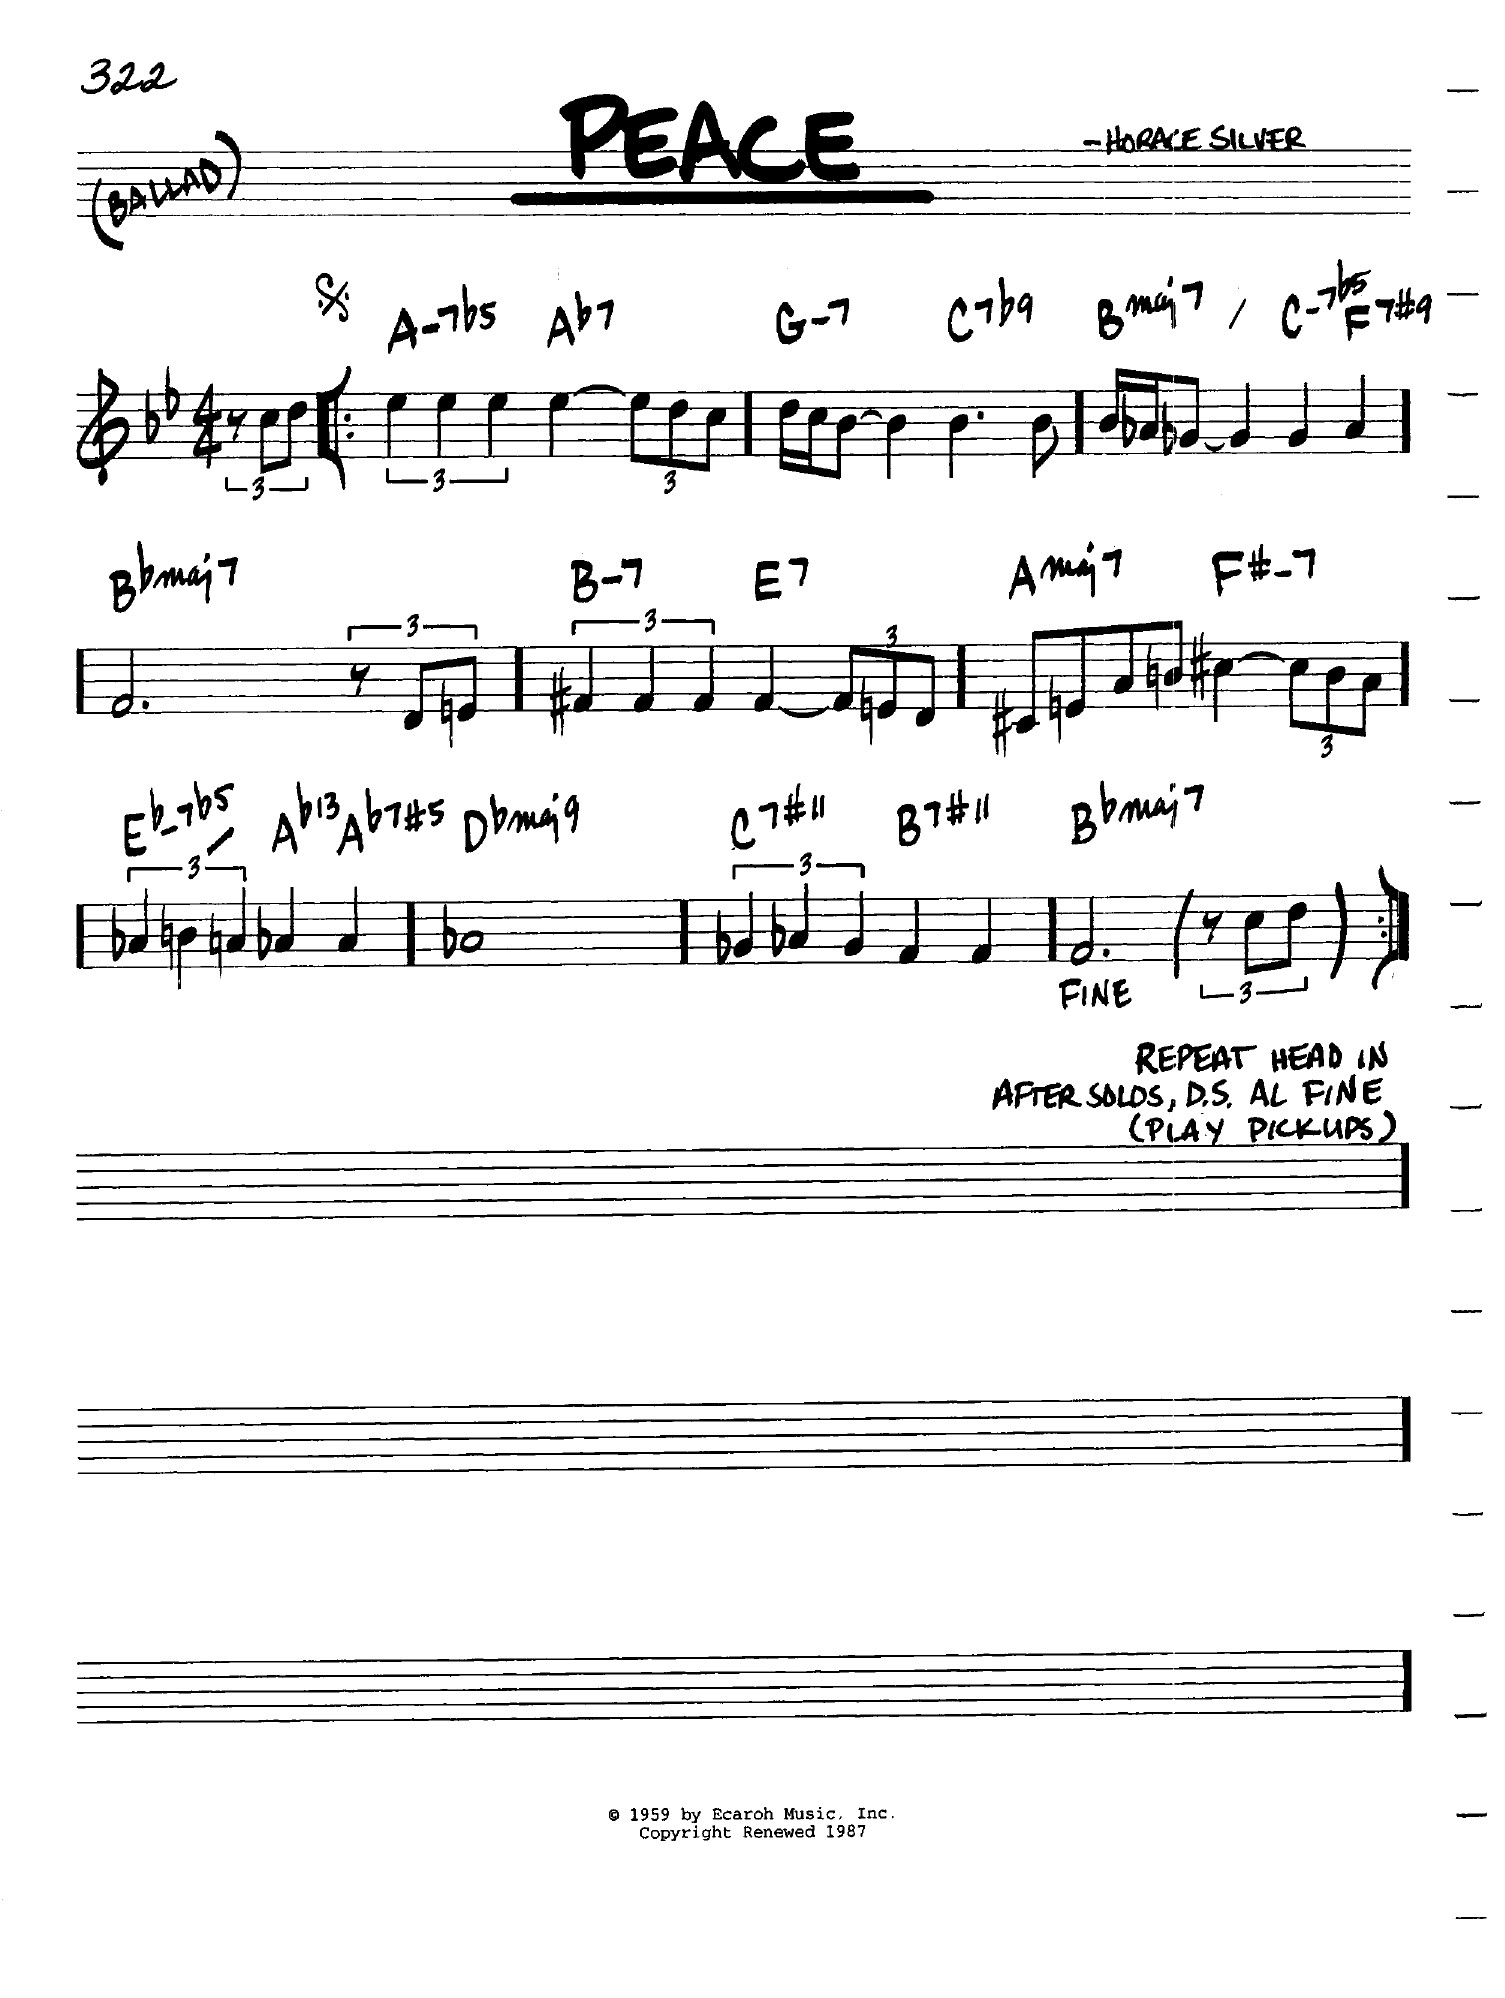 322
PEACE
-HORACE SILVER
(BALLAD)
A-7b5 Ab7 G-7 C7b9 Bmaj7 / C-7b5 F7#9
4
4
3 3 3
Bbmaj7 B-7 E7 Amaj7 F#-7
3 3 3 3
Eb-7b5 / Ab13 Ab7#5 Dbmaj9 C7#11 B7#11 Bbmaj7
3 3
FINE 3
REPEAT HEAD IN
AFTER SOLOS, D.S. AL FINE
(PLAY PICKUPS)
© 1959 by Ecaroh Music, Inc.
Copyright Renewed 1987